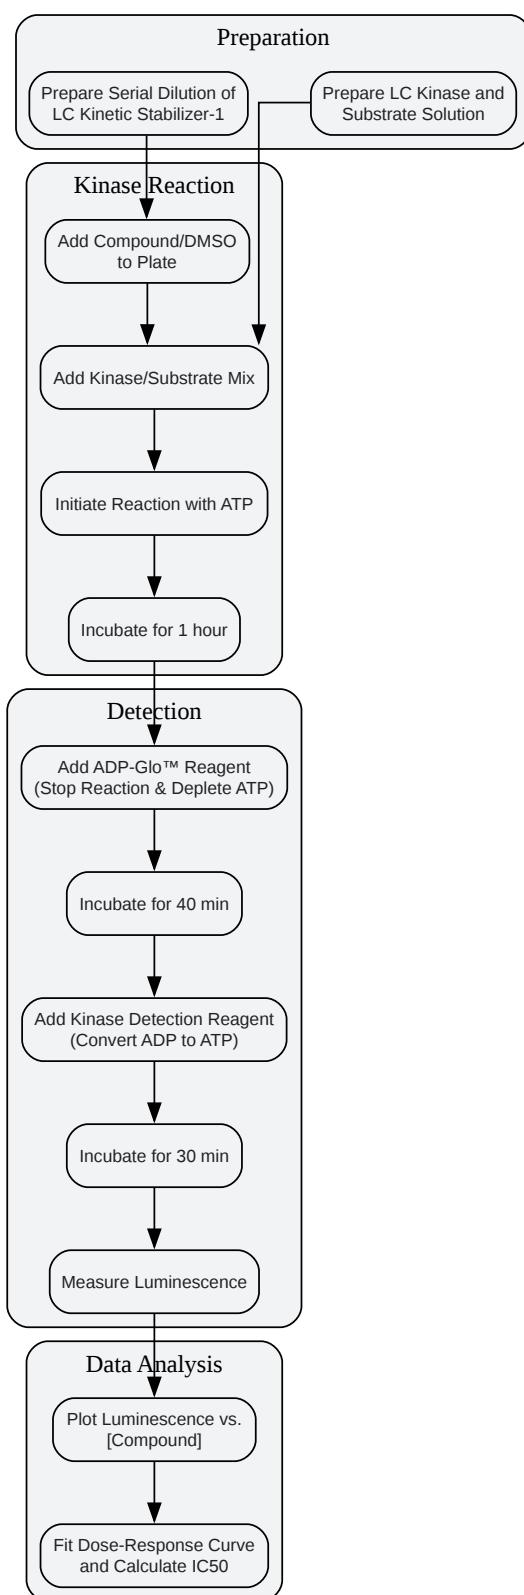 Preparation
Prepare Serial Dilution of
LC Kinetic Stabilizer-1
Prepare LC Kinase and
Substrate Solution
Kinase Reaction
Add Compound/DMSO
to Plate
Add Kinase/Substrate Mix
Initiate Reaction with ATP
Incubate for 1 hour
Detection
Add ADP-Glo™ Reagent
(Stop Reaction & Deplete ATP)
Incubate for 40 min
Add Kinase Detection Reagent
(Convert ADP to ATP)
Incubate for 30 min
Measure Luminescence
Data Analysis
Plot Luminescence vs.
[Compound]
Fit Dose-Response Curve
and Calculate IC50